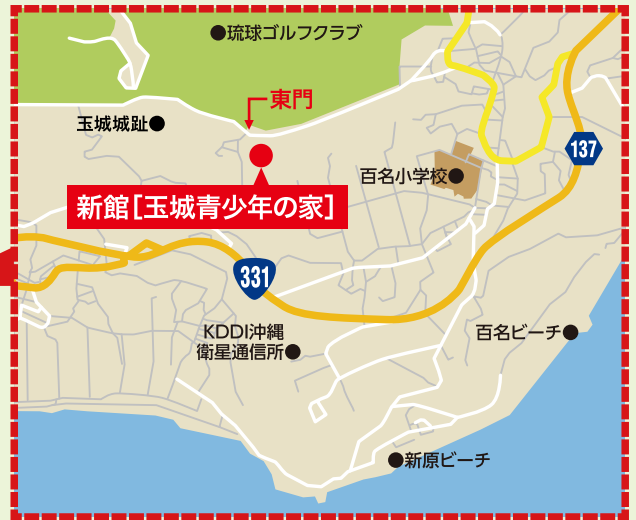 琉球ゴルフクラブ
東門
玉城城趾
137
百名小学校
新館[玉城青少年の家]
331
KDDI沖縄
衛星通信所
百名ビーチ
新原ビーチ